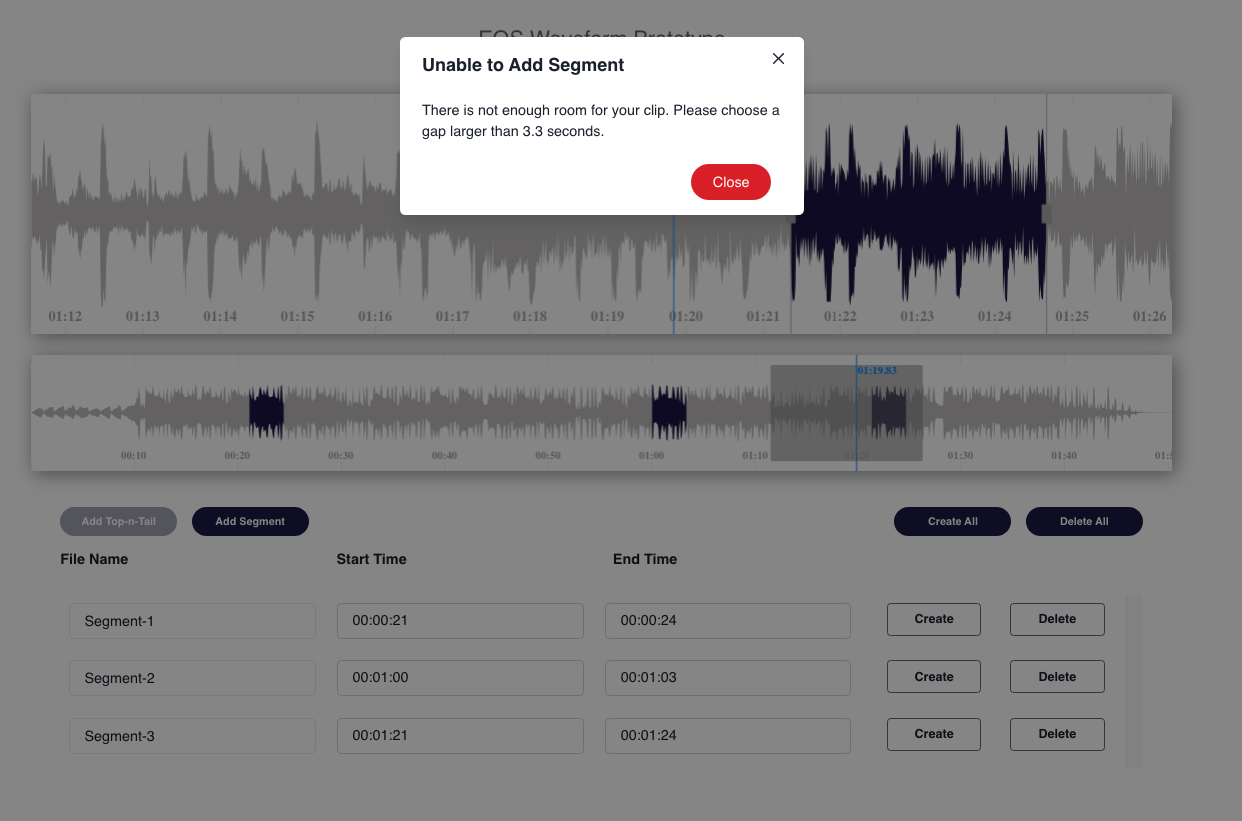 EOS Waveform Prototype
Unable to Add Segment
There is not enough room for your clip. Please choose a
gap larger than 3.3 seconds.
Close
01:12 01:13 01:14 01:15 01:16 01:17 01:18 01:19 01:20 01:21 01:22 01:23 01:24 01:25 01:26
01:19.83
00:10 00:20 00:30 00:40 00:50 01:00 01:10 01:20 01:30 01:40
Add Top-n-Tail Add Segment Create All Delete All
File Name Start Time End Time
Segment-1 00:00:21 00:00:24 Create Delete
Segment-2 00:01:00 00:01:03 Create Delete
Segment-3 00:01:21 00:01:24 Create Delete